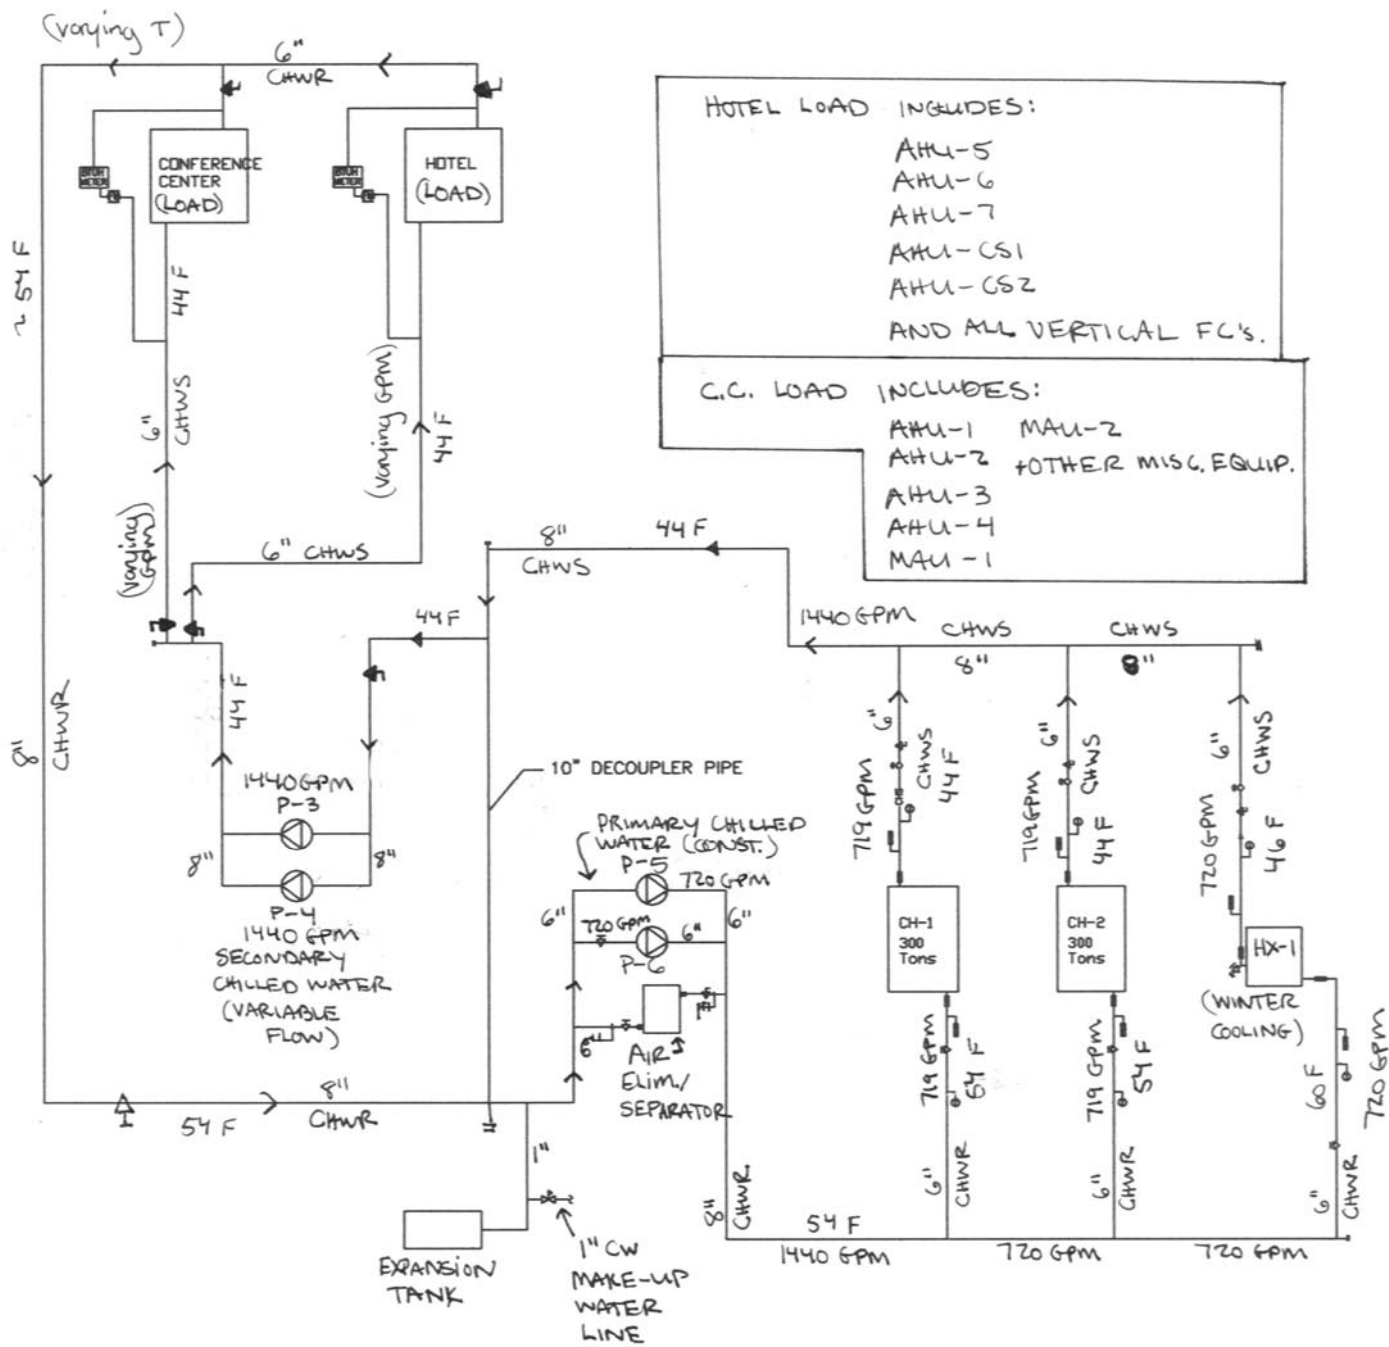 (varying T)
6"
CHWR
BTUH
METER
CONFERENCE
CENTER
(LOAD)
BTUH
METER
HOTEL
(LOAD)
~ 54 F
44 F
6"
CHWS
(varying GPM)
44 F
(varying
GPM)
6" CHWS
HOTEL LOAD INCLUDES:
AHU-5
AHU-6
AHU-7
AHU-CS1
AHU-CS2
AND ALL VERTICAL FC's.
C.C. LOAD INCLUDES:
AHU-1 MAU-2
AHU-2 +OTHER MISC. EQUIP.
AHU-3
AHU-4
MAU-1
8"
CHWS
44 F
44 F
1440 GPM
CHWS
8"
CHWS
8"
8"
CHWR
44 F
1440 GPM
P-3
8"
8"
P-4
1440 GPM
SECONDARY
CHILLED WATER
(VARIABLE
FLOW)
10" DECOUPLER PIPE
PRIMARY CHILLED
WATER (CONST.)
P-5
720 GPM
6"
6"
720 GPM
6"
P-6
6"
AIR
ELIM./
SEPARATOR
719 GPM
6"
CHWS
44 F
719 GPM
6"
CHWS
44 F
720 GPM
6"
CHWS
46 F
CH-1
300
Tons
CH-2
300
Tons
HX-1
(WINTER
COOLING)
719 GPM
54 F
6"
CHWR
719 GPM
54 F
6"
CHWR
60 F
720 GPM
6"
CHWR
54 F
8"
CHWR
1"
EXPANSION
TANK
1" CW
MAKE-UP
WATER
LINE
8"
CHWR
54 F
1440 GPM
720 GPM
720 GPM